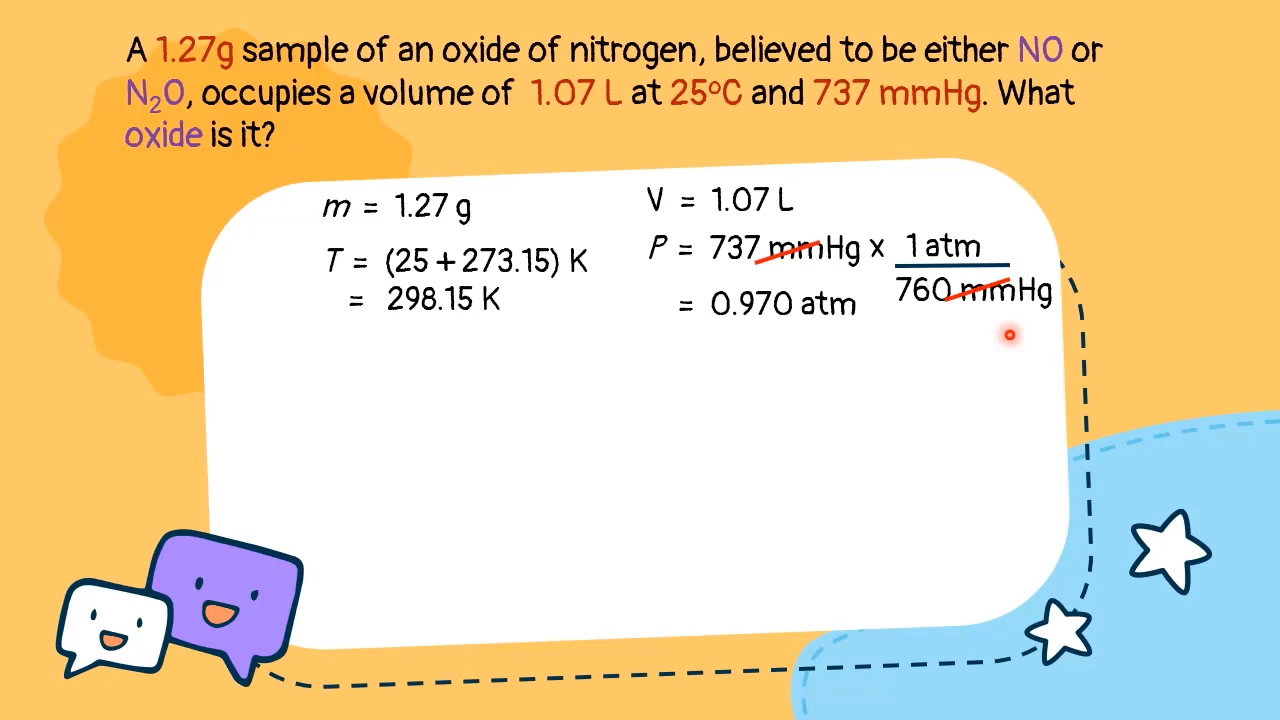 A 1.27g sample of an oxide of nitrogen, believed to be either NO or
N₂O, occupies a volume of 1.07 L at 25°C and 737 mmHg. What
oxide is it?
m = 1.27 g
T = (25 + 273.15) K
= 298.15 K
V = 1.07 L
P = 737 mmHg x 1 atm
760 mmHg
= 0.970 atm